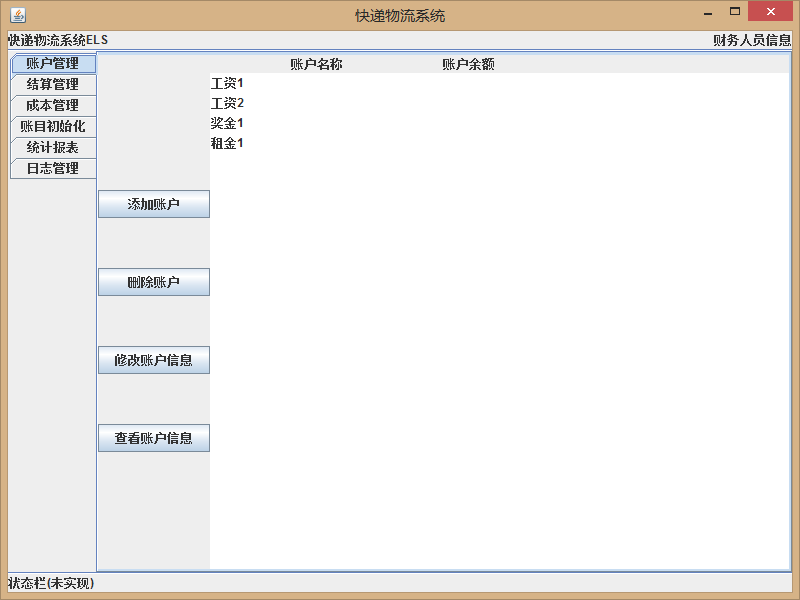 快递物流系统
快递物流系统ELS 财务人员信息
账户管理
结算管理
成本管理
账目初始化
统计报表
日志管理
账户名称 账户余额
工资1
工资2
奖金1
租金1
添加账户
删除账户
修改账户信息
查看账户信息
状态栏(未实现)